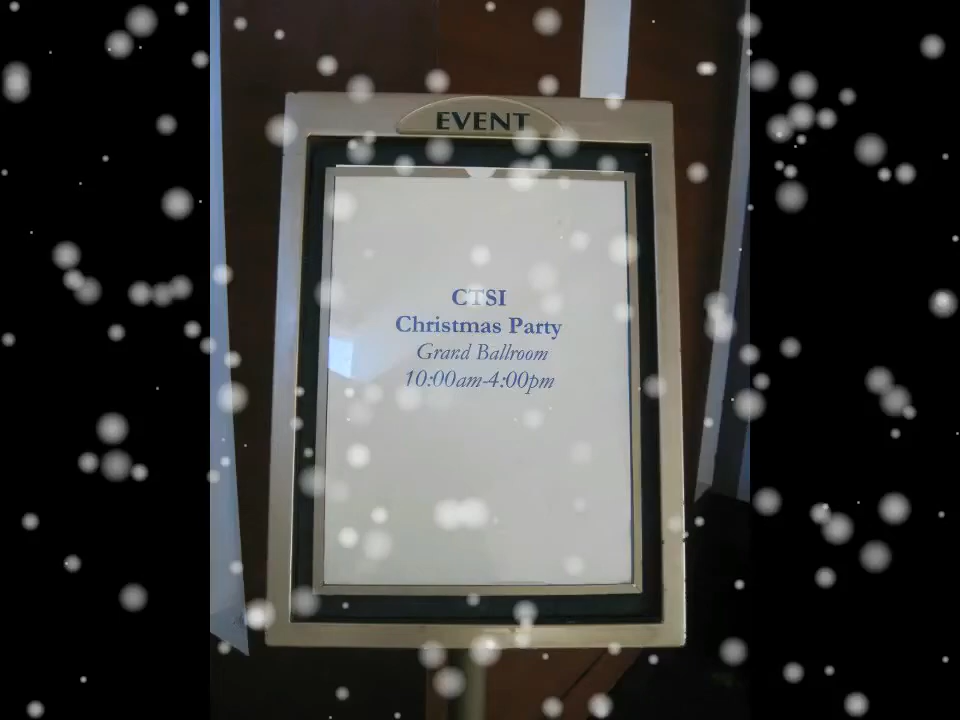 EVENT
CTSI
Christmas Party
Grand Ballroom
10:00am-4:00pm